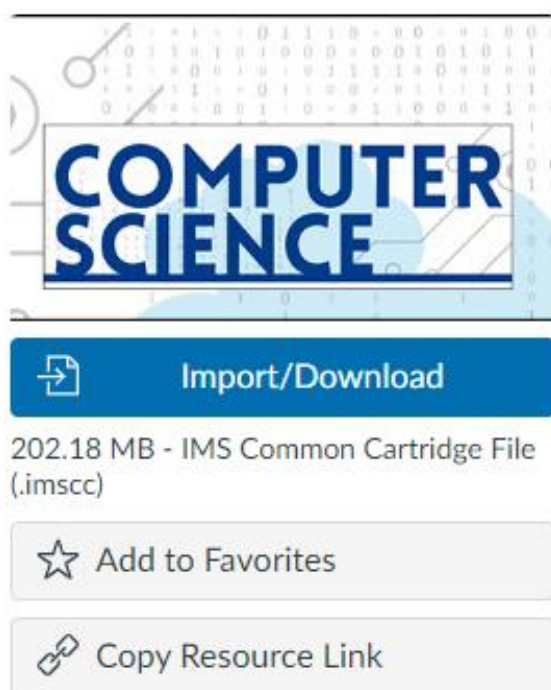 COMPUTER
SCIENCE
Import/Download
202.18 MB - IMS Common Cartridge File
(.imscc)
Add to Favorites
Copy Resource Link